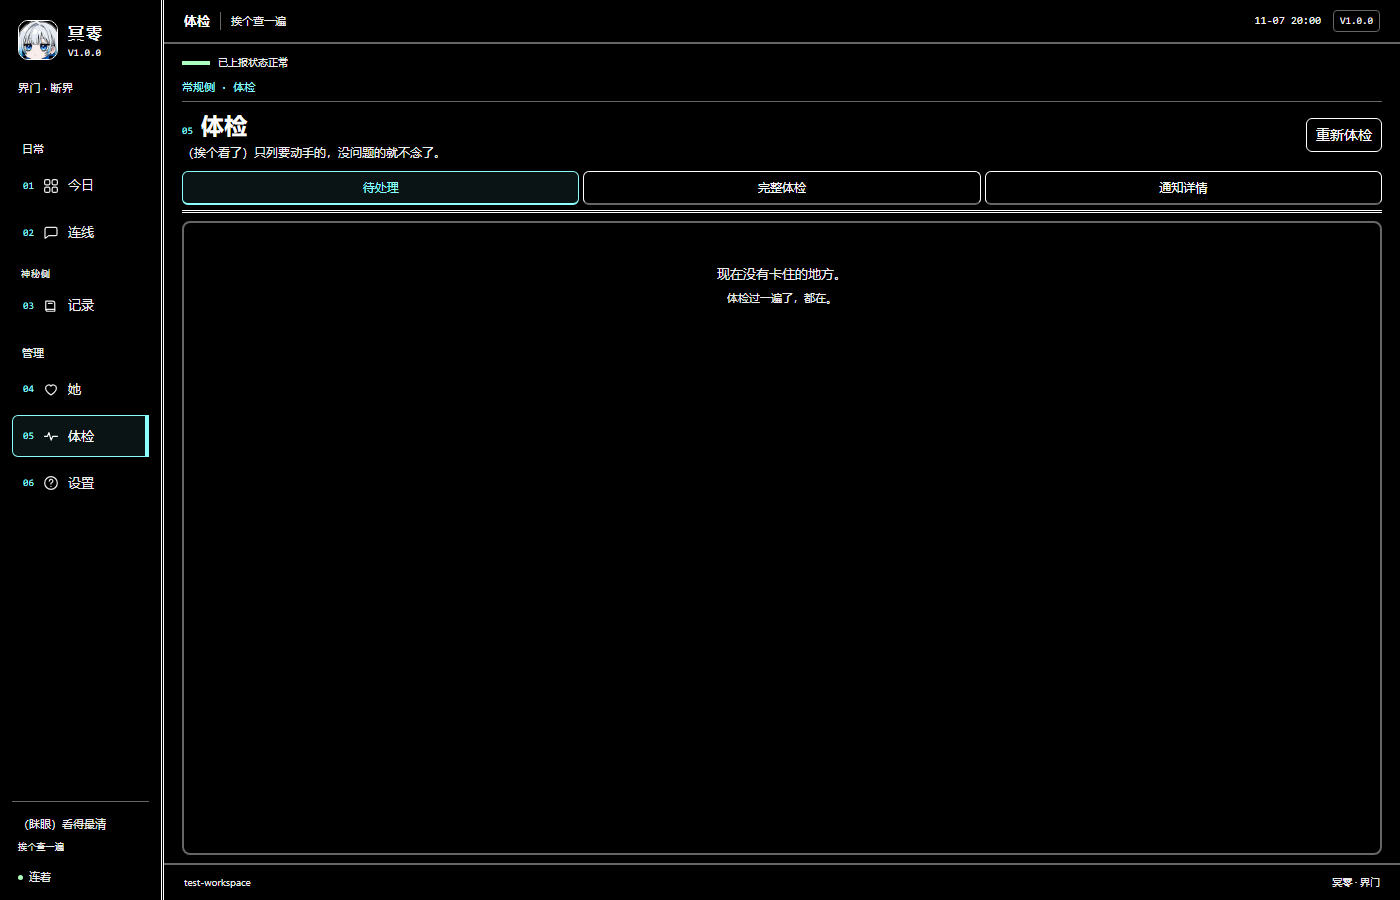 冥零
V1.0.0
界门 · 断界
日常
01 今日
02 连线
神秘侧
03 记录
管理
04 她
05 体检
06 设置
（眯眼）看得最清
挨个查一遍
连着
体检 挨个查一遍
11-07 20:00 V1.0.0
已上报状态正常
常规侧 · 体检
05 体检
（挨个看了）只列要动手的，没问题的就不念了。
重新体检
待处理 完整体检 通知详情
现在没有卡住的地方。
体检过一遍了，都在。
test-workspace
冥零 · 界门